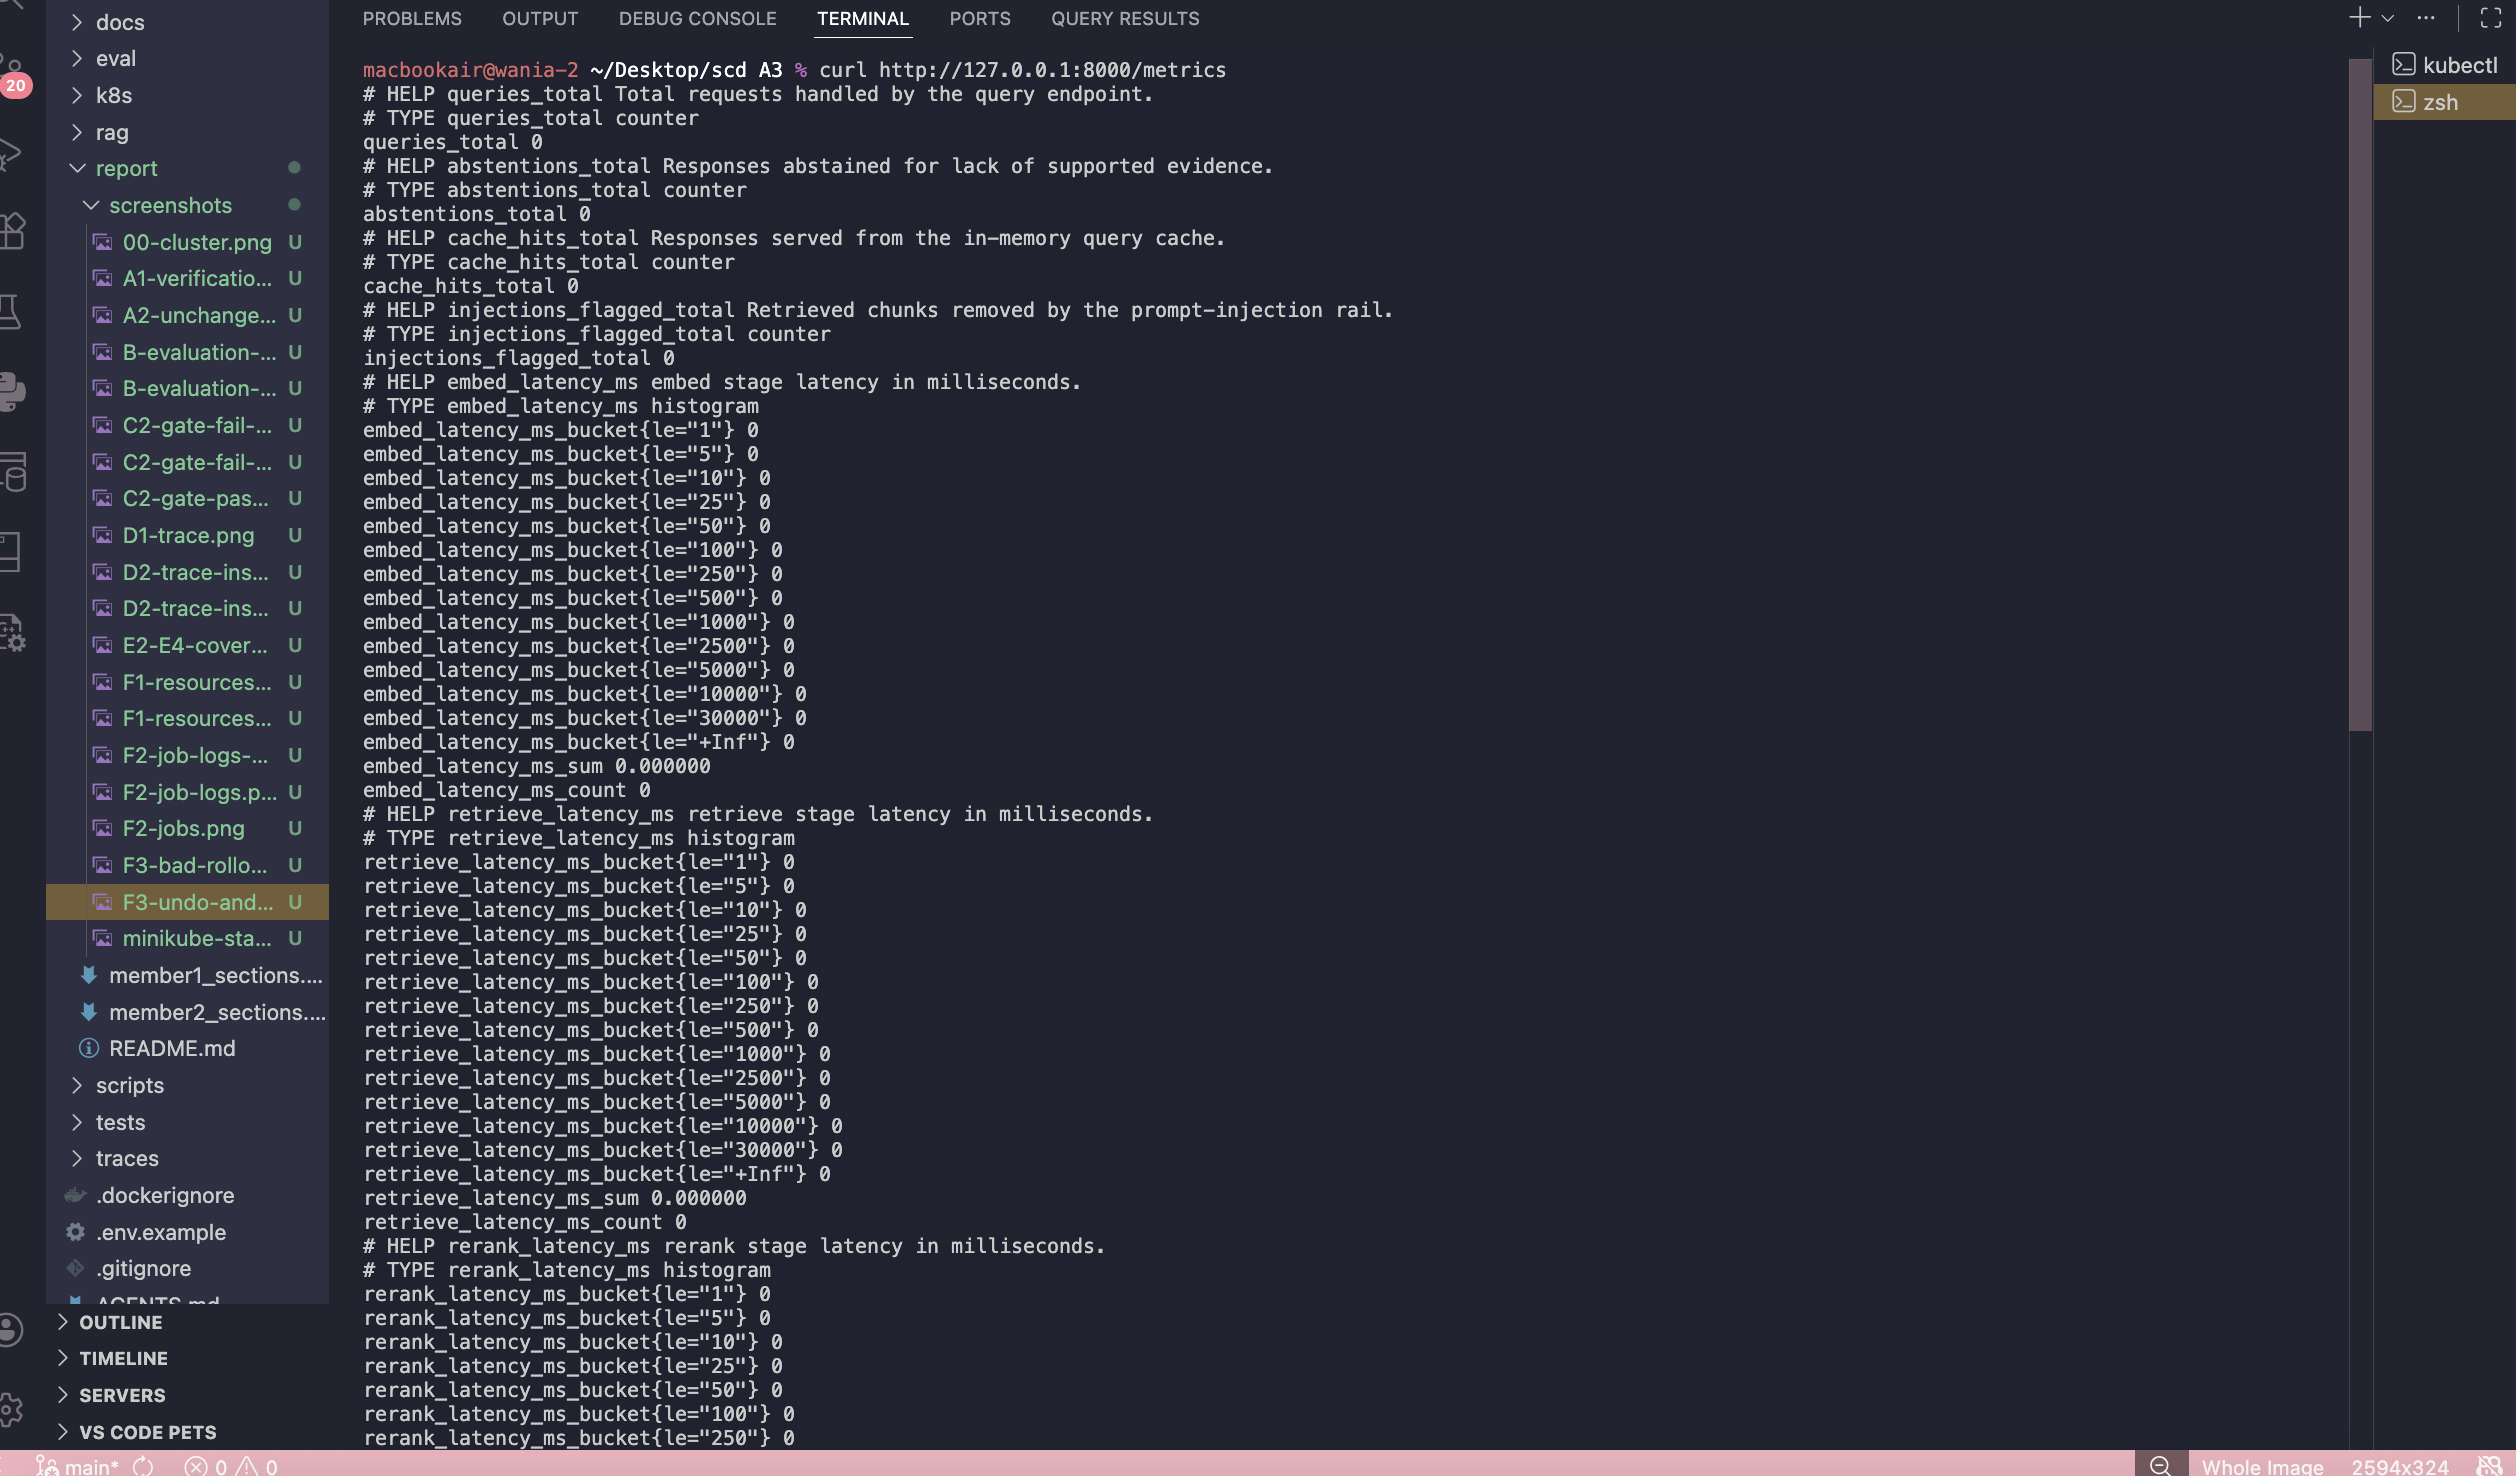 PROBLEMS OUTPUT DEBUG CONSOLE TERMINAL PORTS QUERY RESULTS
20
docs
eval
k8s
rag
report
screenshots
00-cluster.png U
A1-verificatio... U
A2-unchange... U
B-evaluation-... U
B-evaluation-... U
C2-gate-fail-... U
C2-gate-fail-... U
C2-gate-pas... U
D1-trace.png U
D2-trace-ins... U
D2-trace-ins... U
E2-E4-cover... U
F1-resources... U
F1-resources... U
F2-job-logs-... U
F2-job-logs.p... U
F2-jobs.png U
F3-bad-rollo... U
F3-undo-and... U
minikube-sta... U
member1_sections....
member2_sections....
README.md
scripts
tests
traces
.dockerignore
.env.example
.gitignore
AGENTS.md
OUTLINE
TIMELINE
SERVERS
VS CODE PETS
macbookair@wania-2 ~/Desktop/scd A3 % curl http://127.0.0.1:8000/metrics
# HELP queries_total Total requests handled by the query endpoint.
# TYPE queries_total counter
queries_total 0
# HELP abstentions_total Responses abstained for lack of supported evidence.
# TYPE abstentions_total counter
abstentions_total 0
# HELP cache_hits_total Responses served from the in-memory query cache.
# TYPE cache_hits_total counter
cache_hits_total 0
# HELP injections_flagged_total Retrieved chunks removed by the prompt-injection rail.
# TYPE injections_flagged_total counter
injections_flagged_total 0
# HELP embed_latency_ms embed stage latency in milliseconds.
# TYPE embed_latency_ms histogram
embed_latency_ms_bucket{le="1"} 0
embed_latency_ms_bucket{le="5"} 0
embed_latency_ms_bucket{le="10"} 0
embed_latency_ms_bucket{le="25"} 0
embed_latency_ms_bucket{le="50"} 0
embed_latency_ms_bucket{le="100"} 0
embed_latency_ms_bucket{le="250"} 0
embed_latency_ms_bucket{le="500"} 0
embed_latency_ms_bucket{le="1000"} 0
embed_latency_ms_bucket{le="2500"} 0
embed_latency_ms_bucket{le="5000"} 0
embed_latency_ms_bucket{le="10000"} 0
embed_latency_ms_bucket{le="30000"} 0
embed_latency_ms_bucket{le="+Inf"} 0
embed_latency_ms_sum 0.000000
embed_latency_ms_count 0
# HELP retrieve_latency_ms retrieve stage latency in milliseconds.
# TYPE retrieve_latency_ms histogram
retrieve_latency_ms_bucket{le="1"} 0
retrieve_latency_ms_bucket{le="5"} 0
retrieve_latency_ms_bucket{le="10"} 0
retrieve_latency_ms_bucket{le="25"} 0
retrieve_latency_ms_bucket{le="50"} 0
retrieve_latency_ms_bucket{le="100"} 0
retrieve_latency_ms_bucket{le="250"} 0
retrieve_latency_ms_bucket{le="500"} 0
retrieve_latency_ms_bucket{le="1000"} 0
retrieve_latency_ms_bucket{le="2500"} 0
retrieve_latency_ms_bucket{le="5000"} 0
retrieve_latency_ms_bucket{le="10000"} 0
retrieve_latency_ms_bucket{le="30000"} 0
retrieve_latency_ms_bucket{le="+Inf"} 0
retrieve_latency_ms_sum 0.000000
retrieve_latency_ms_count 0
# HELP rerank_latency_ms rerank stage latency in milliseconds.
# TYPE rerank_latency_ms histogram
rerank_latency_ms_bucket{le="1"} 0
rerank_latency_ms_bucket{le="5"} 0
rerank_latency_ms_bucket{le="10"} 0
rerank_latency_ms_bucket{le="25"} 0
rerank_latency_ms_bucket{le="50"} 0
rerank_latency_ms_bucket{le="100"} 0
rerank_latency_ms_bucket{le="250"} 0
kubectl
zsh
main* 0 0 Whole Image 2594x324